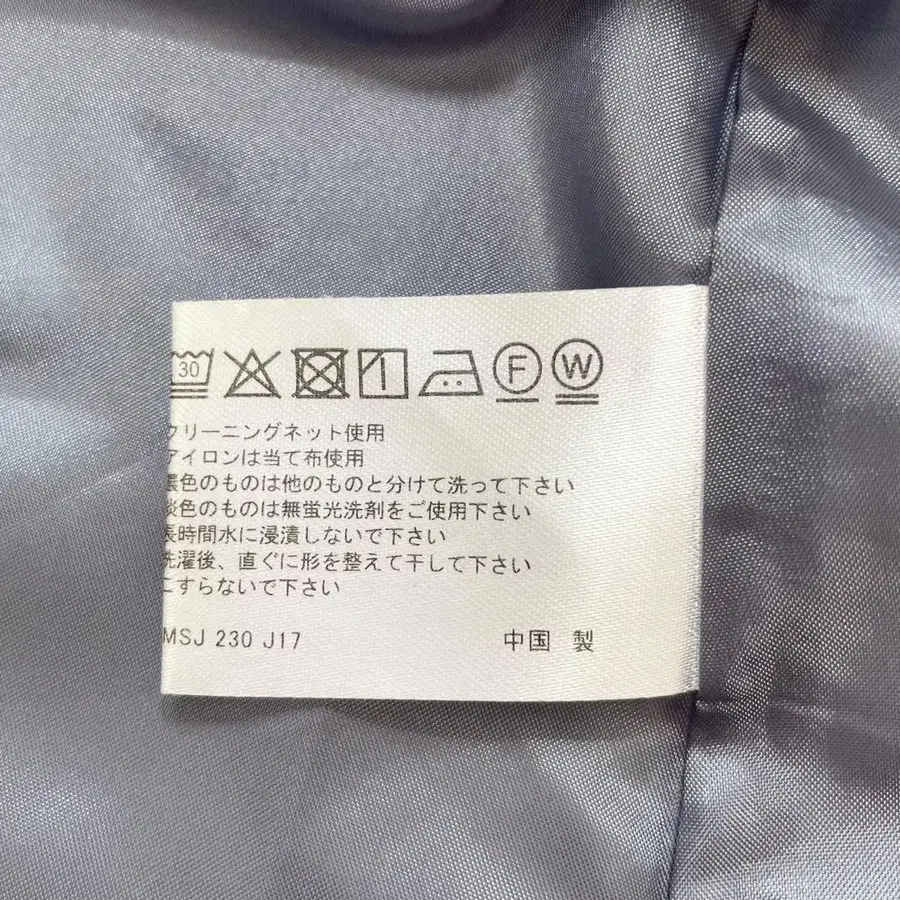 30 F W
クリーニングネット使用
アイロンは当て布使用
濃色のものは他のものと分けて洗って下さい
淡色のものは無蛍光洗剤をご使用下さい
長時間水に浸漬しないで下さい
洗濯後、直ぐに形を整えて干して下さい
こすらないで下さい
MSJ 230 J17 中国 製